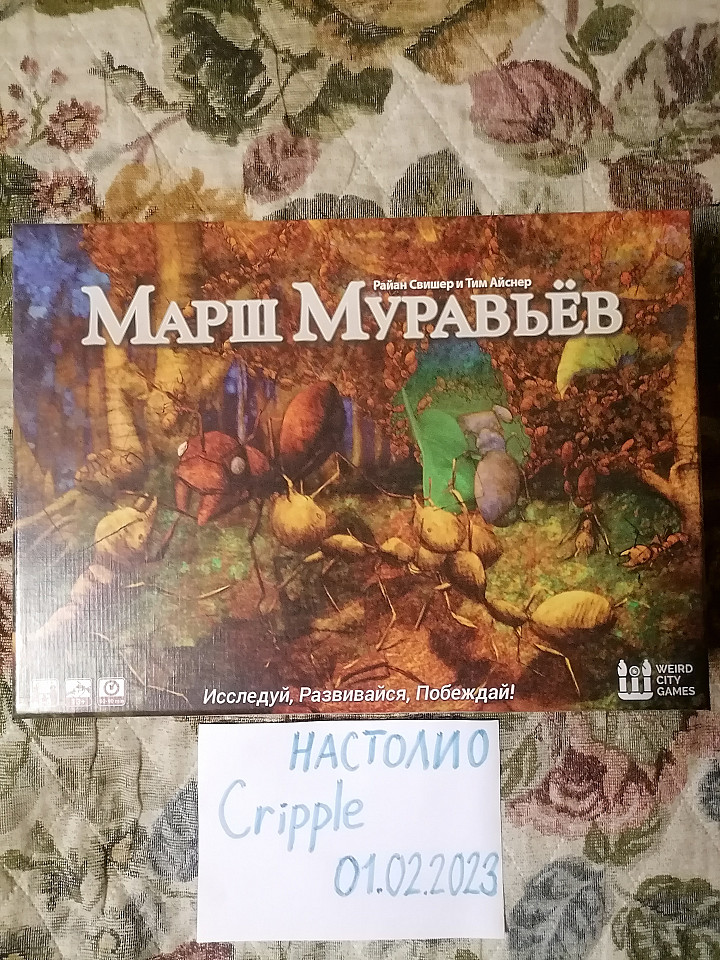 Райан Свишер и Тим Айснер
Марш Муравьёв
Исследуй, Развивайся, Побеждай!
WEIRD
CITY
GAMES
НАСТОЛИО
Cripple
01.02.2023